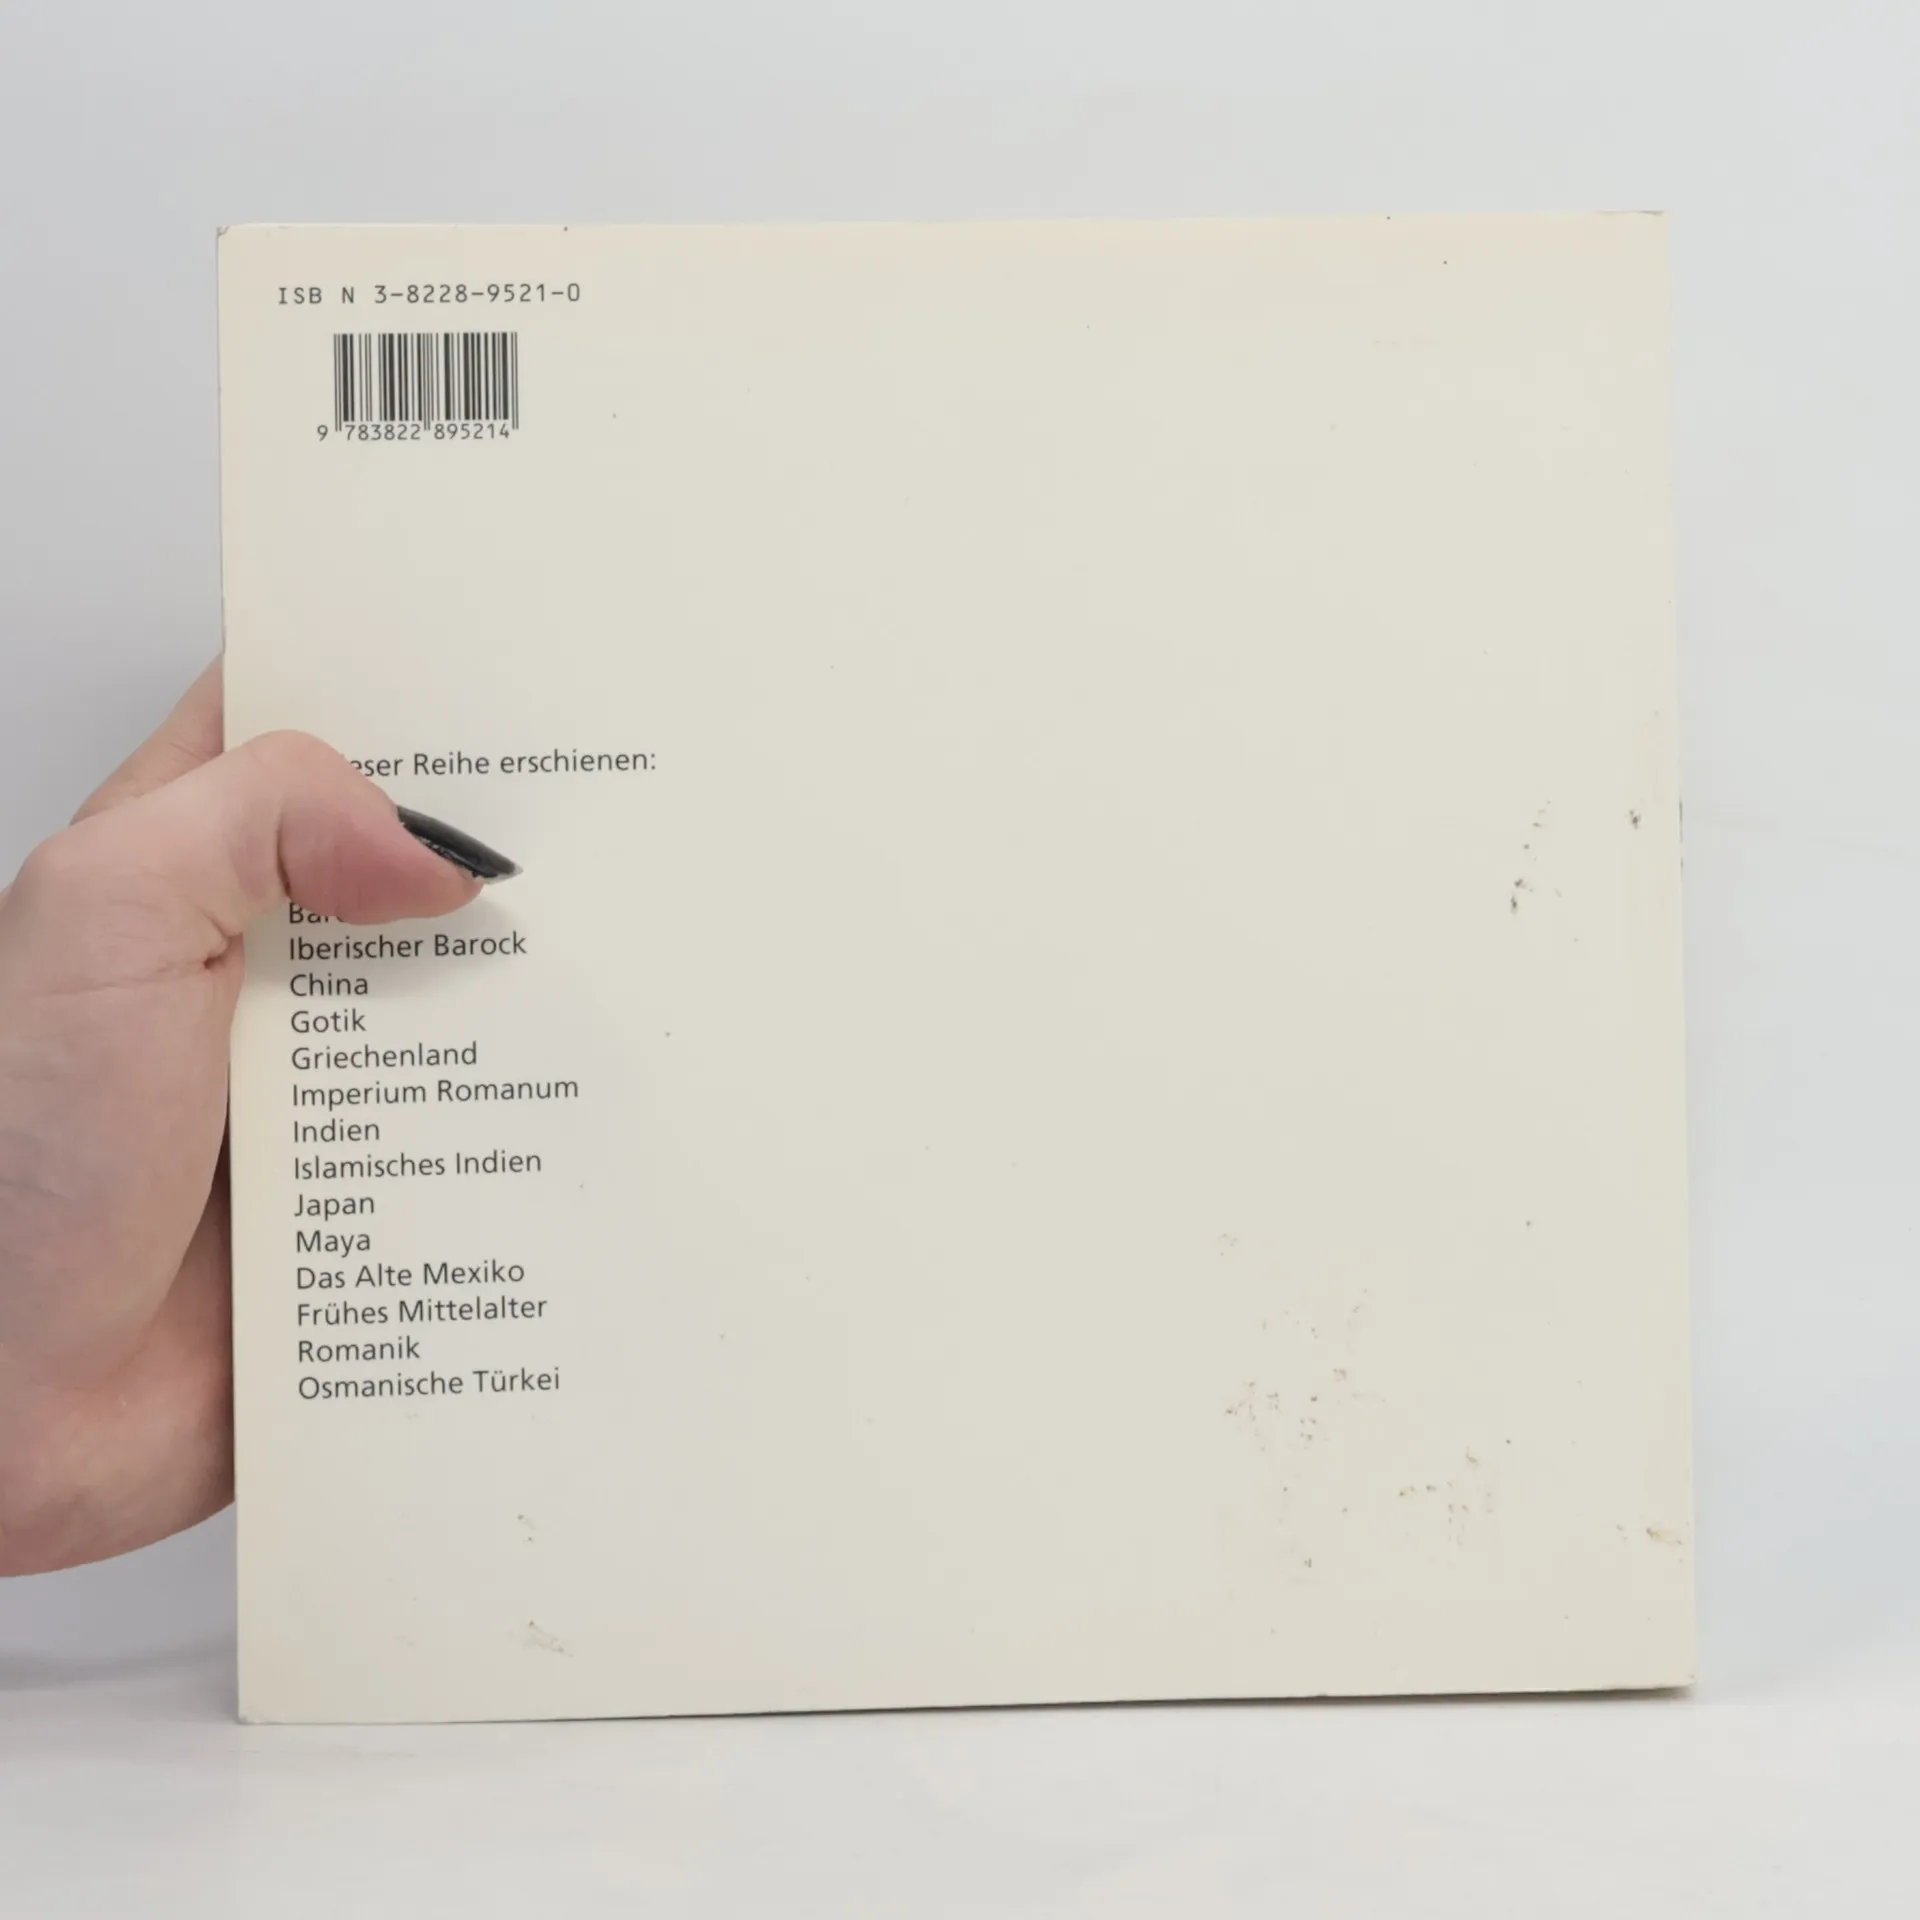 ISB N 3-8228-9521-0
9 783822 895214
Reihe erschienen:
Iberischer Barock
China
Gotik
Griechenland
Imperium Romanum
Indien
Islamisches Indien
Japan
Maya
Das Alte Mexiko
Frühes Mittelalter
Romanik
Osmanische Türkei